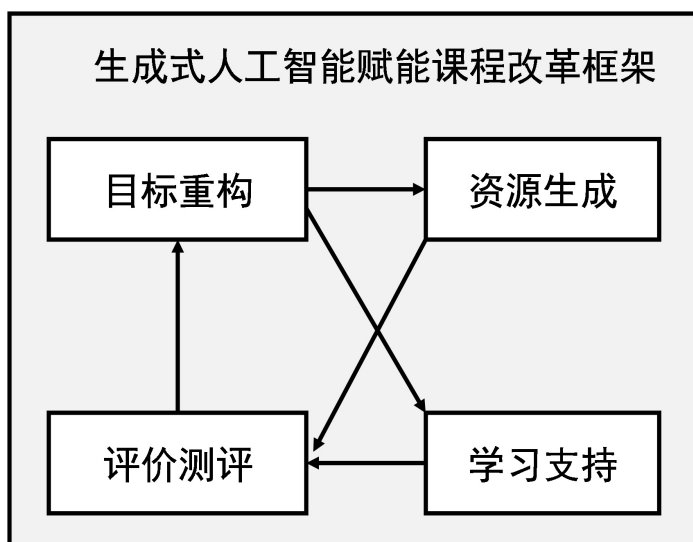 生成式人工智能赋能课程改革框架
目标重构
资源生成
评价测评
学习支持